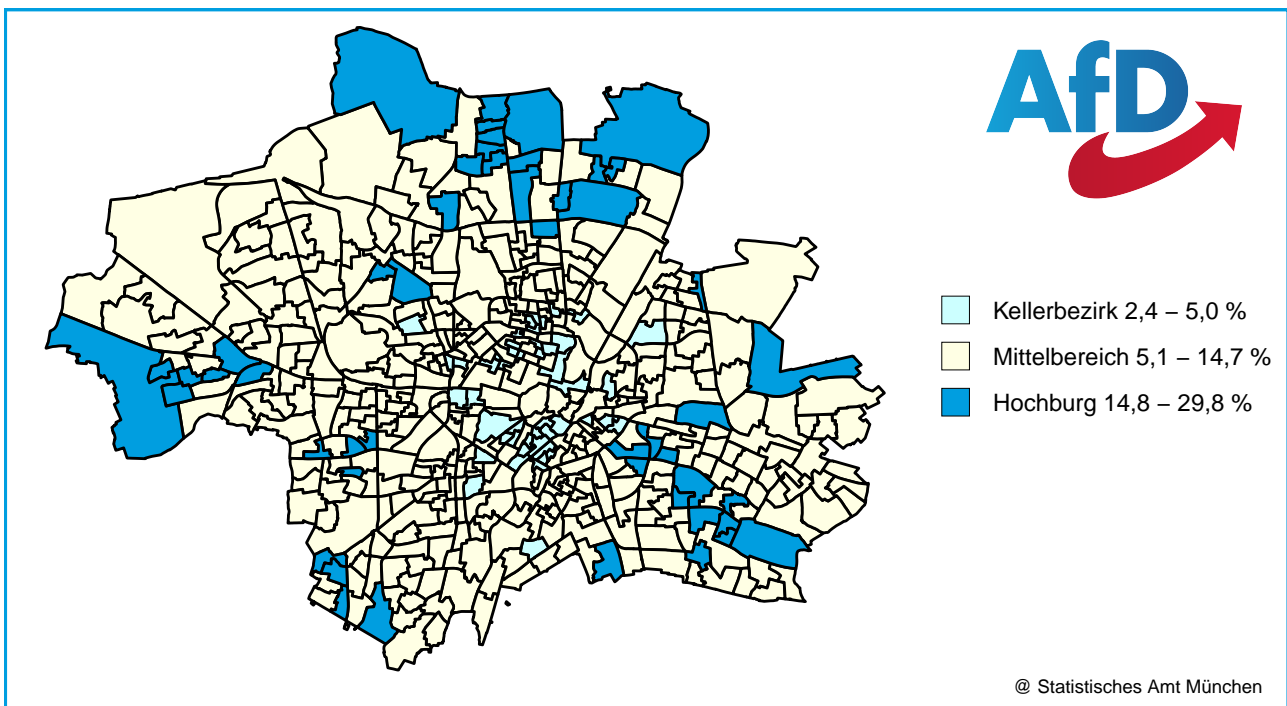 AfD
Kellerbezirk 2,4 – 5,0 %
Mittelbereich 5,1 – 14,7 %
Hochburg 14,8 – 29,8 %
@ Statistisches Amt München